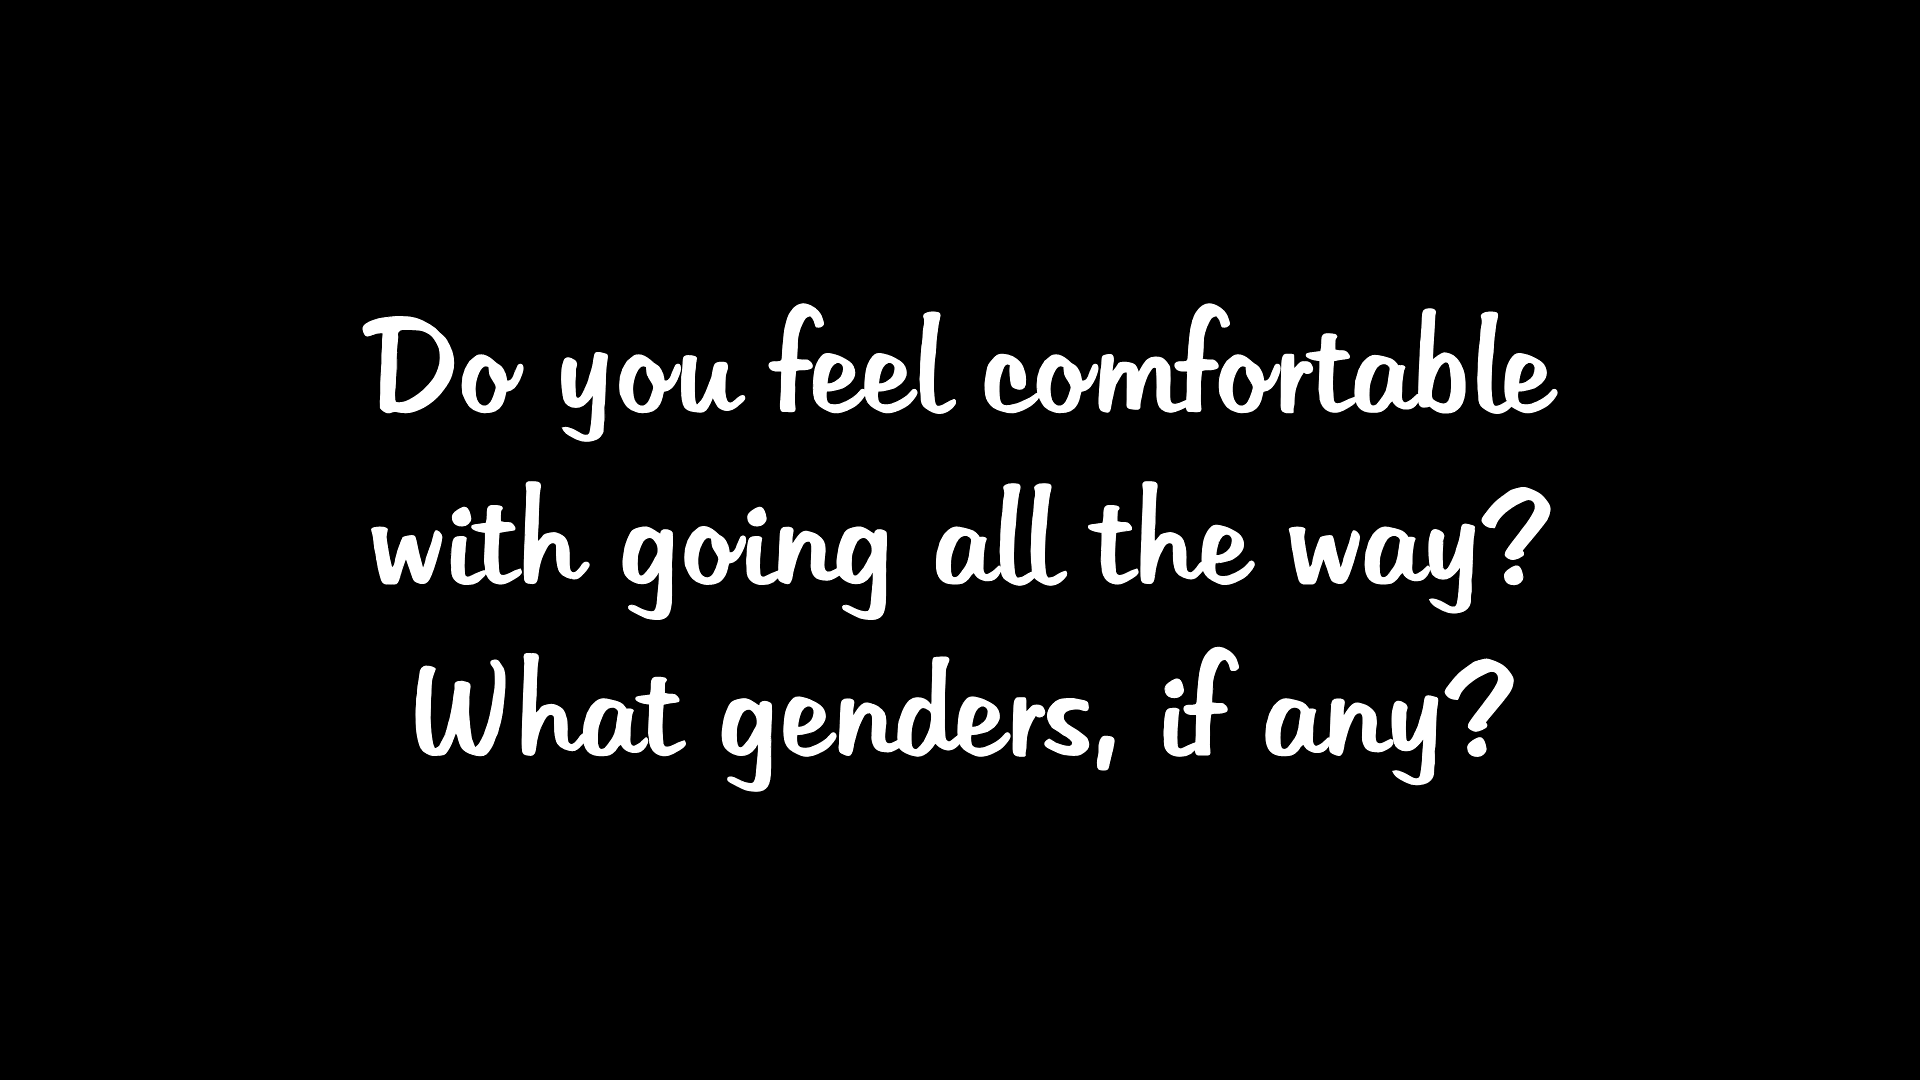 Do you feel comfortable
with going all the way?
What genders, if any?